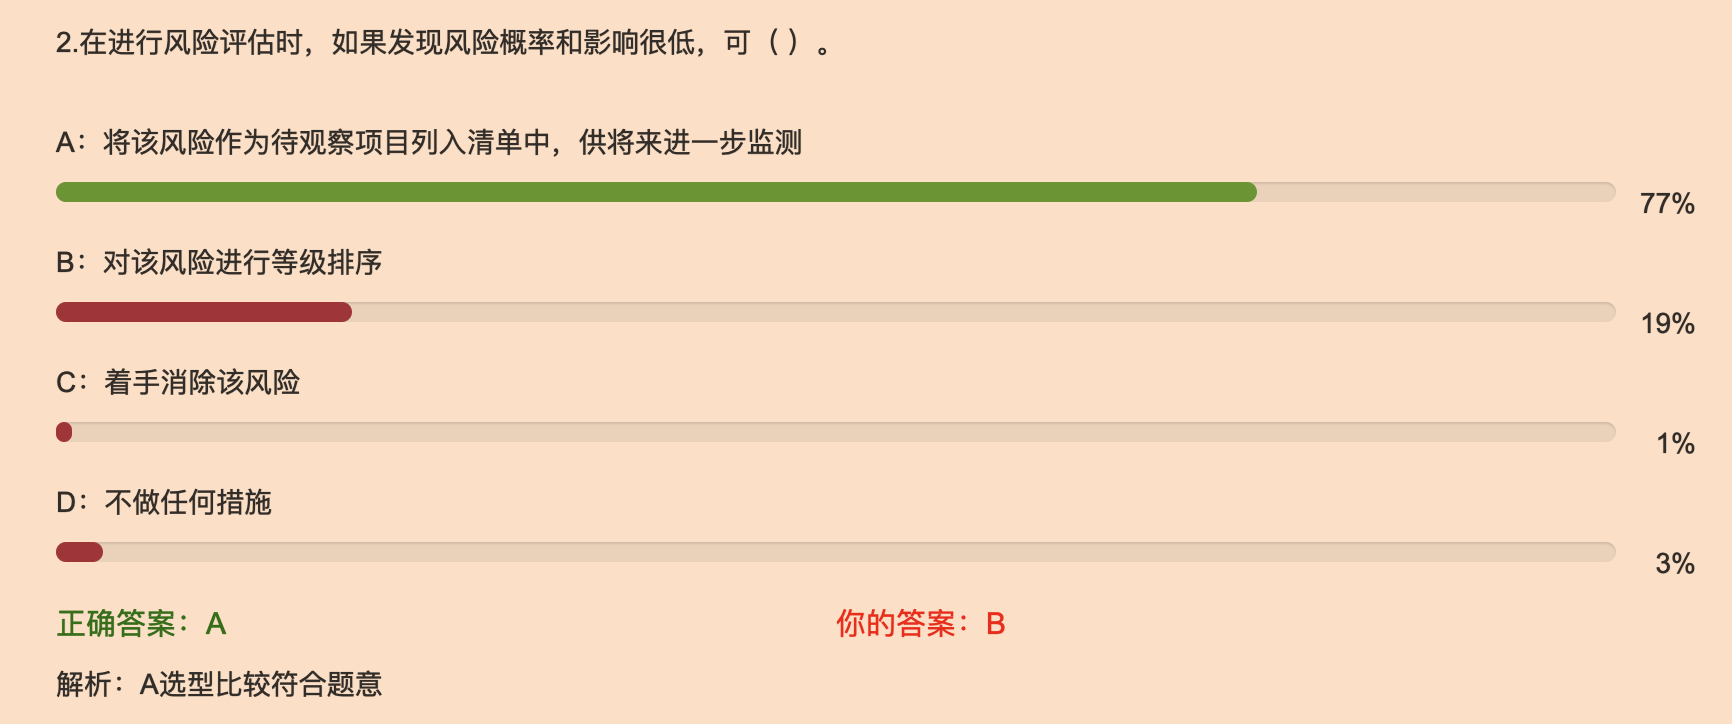 2.在进行风险评估时，如果发现风险概率和影响很低，可（ ）。
A：将该风险作为待观察项目列入清单中，供将来进一步监测
77%
B：对该风险进行等级排序
19%
C：着手消除该风险
1%
D：不做任何措施
3%
正确答案：A
你的答案：B
解析：A选型比较符合题意